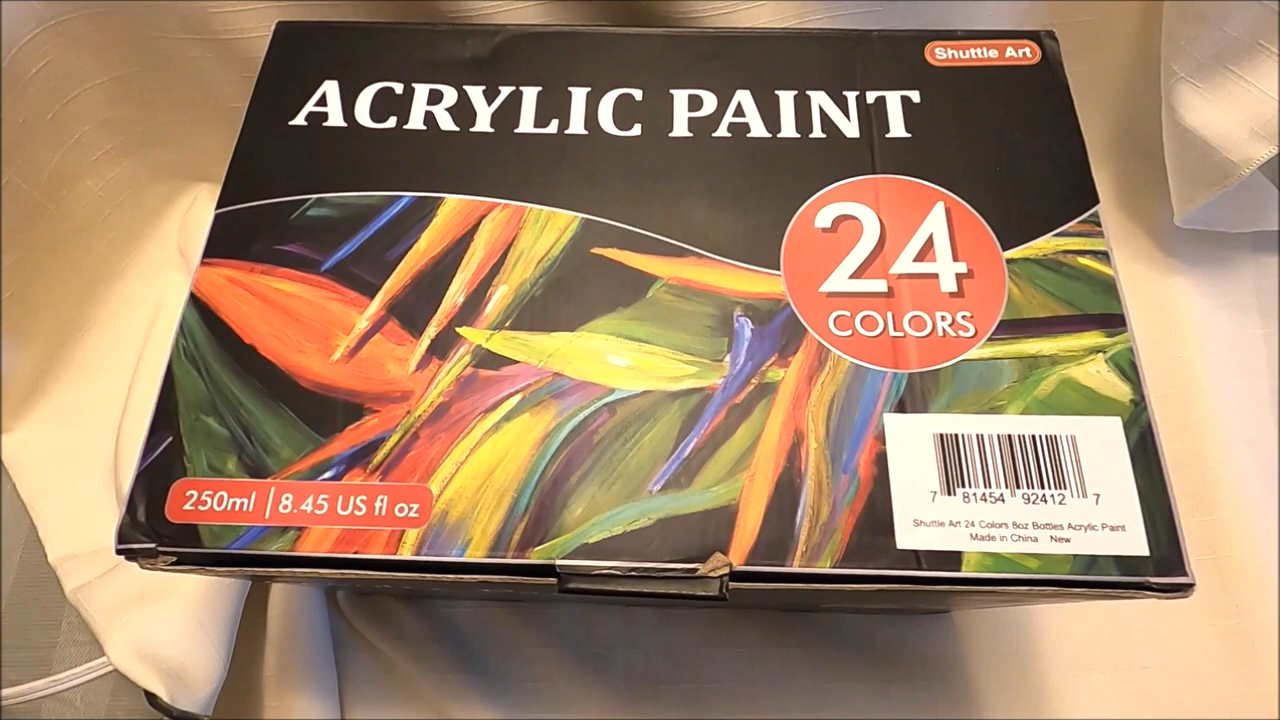 Shuttle Art
ACRYLIC PAINT
24
COLORS
250ml | 8.45 US fl oz
7 81454 92412 7
Shuttle Art 24 Colors 8oz Bottles Acrylic Paint
Made in China New